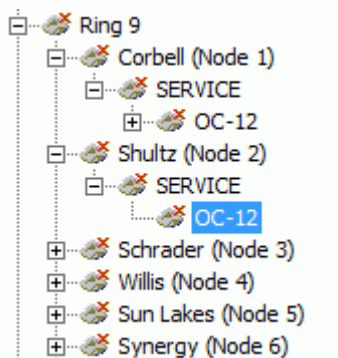 Ring 9
Corbell (Node 1)
SERVICE
OC-12
Shultz (Node 2)
SERVICE
OC-12
Schrader (Node 3)
Willis (Node 4)
Sun Lakes (Node 5)
Synergy (Node 6)